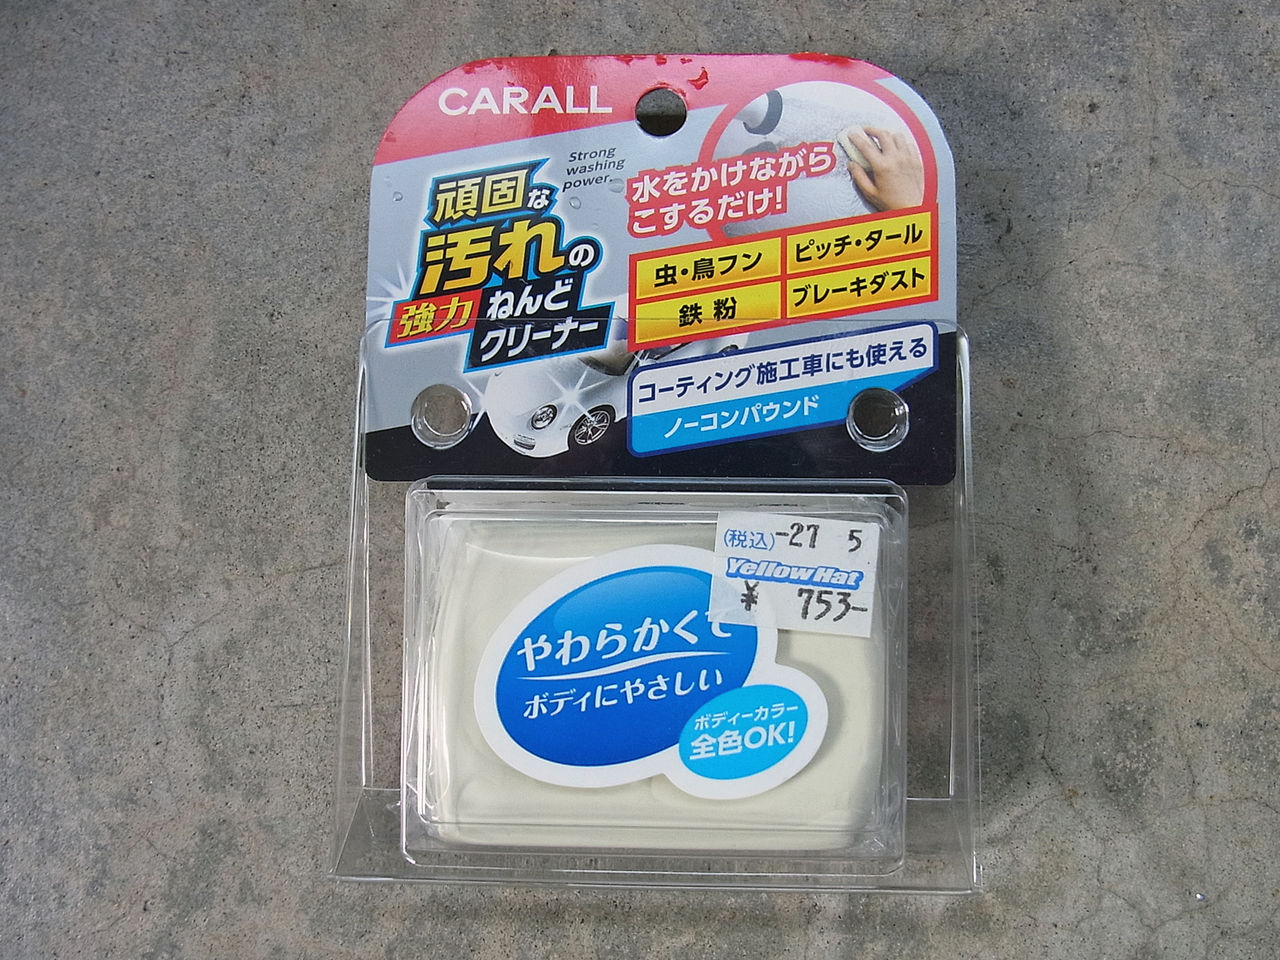 CARALL
Strong
washing
power.
頑固な
汚れの
強力ねんど
クリーナー
水をかけながら
こするだけ!
虫・鳥フン
ピッチ・タール
鉄粉
ブレーキダスト
コーティング施工車にも使える
ノーコンパウンド
(税込)-27 5
YellowHat
¥ 753-
やわらかくて
ボディにやさしい
ボディーカラー
全色OK!